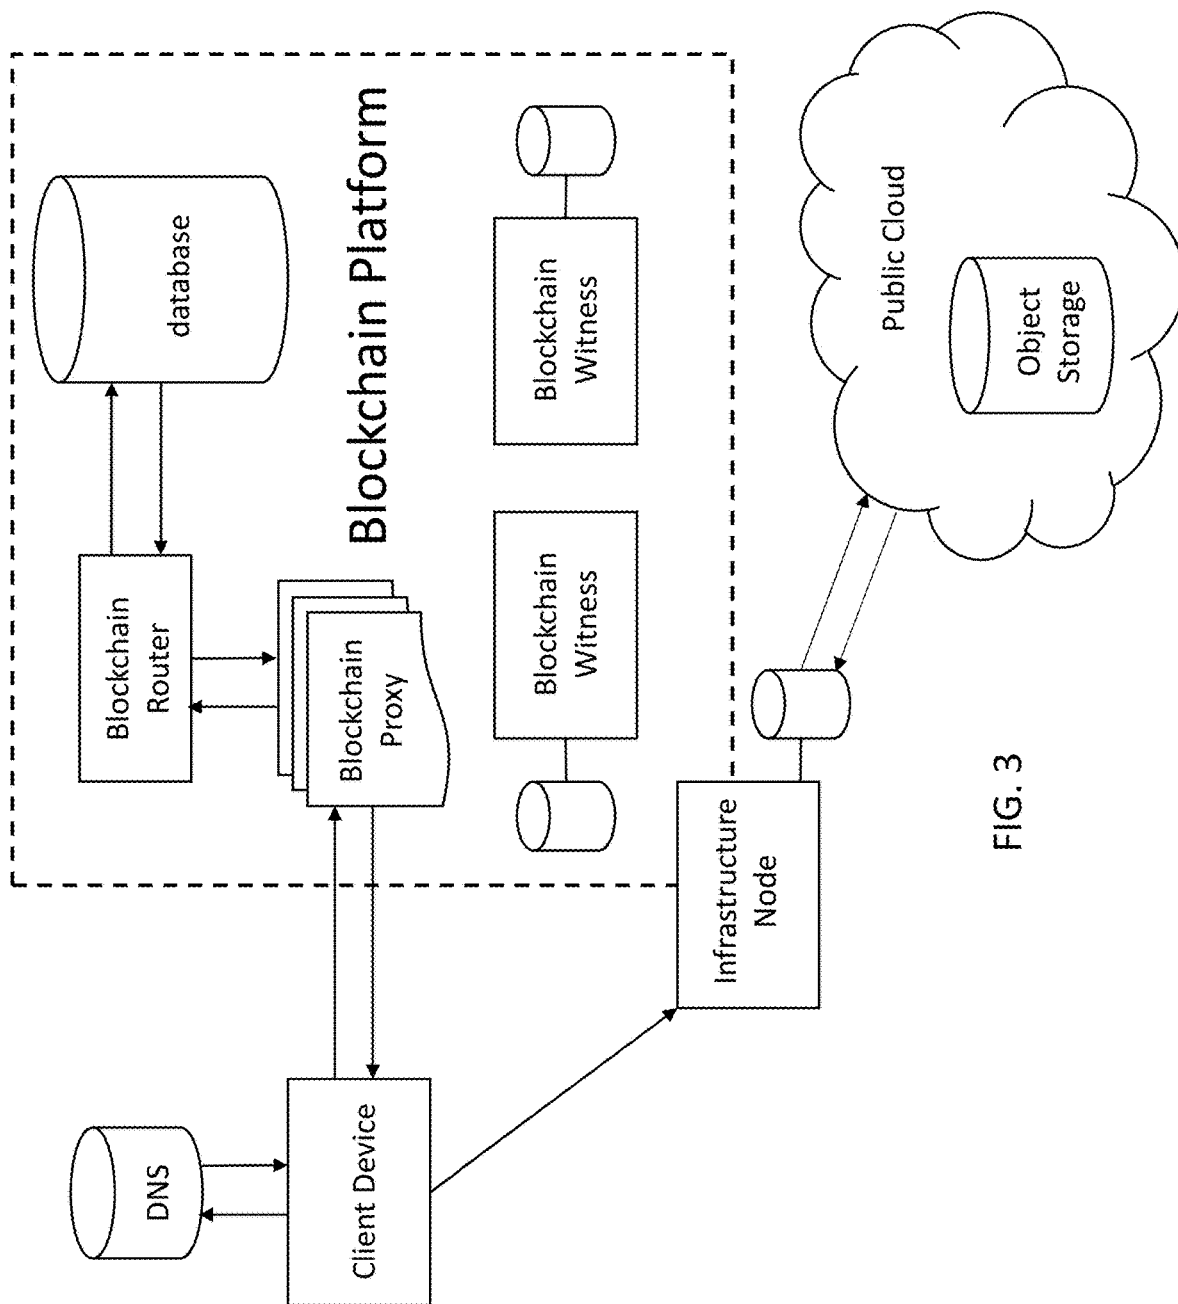 DNS
Client Device
Blockchain
Router
database
Blockchain
Proxy
Blockchain Platform
Blockchain
Witness
Blockchain
Witness
Infrastructure
Node
Public Cloud
Object
Storage
FIG. 3